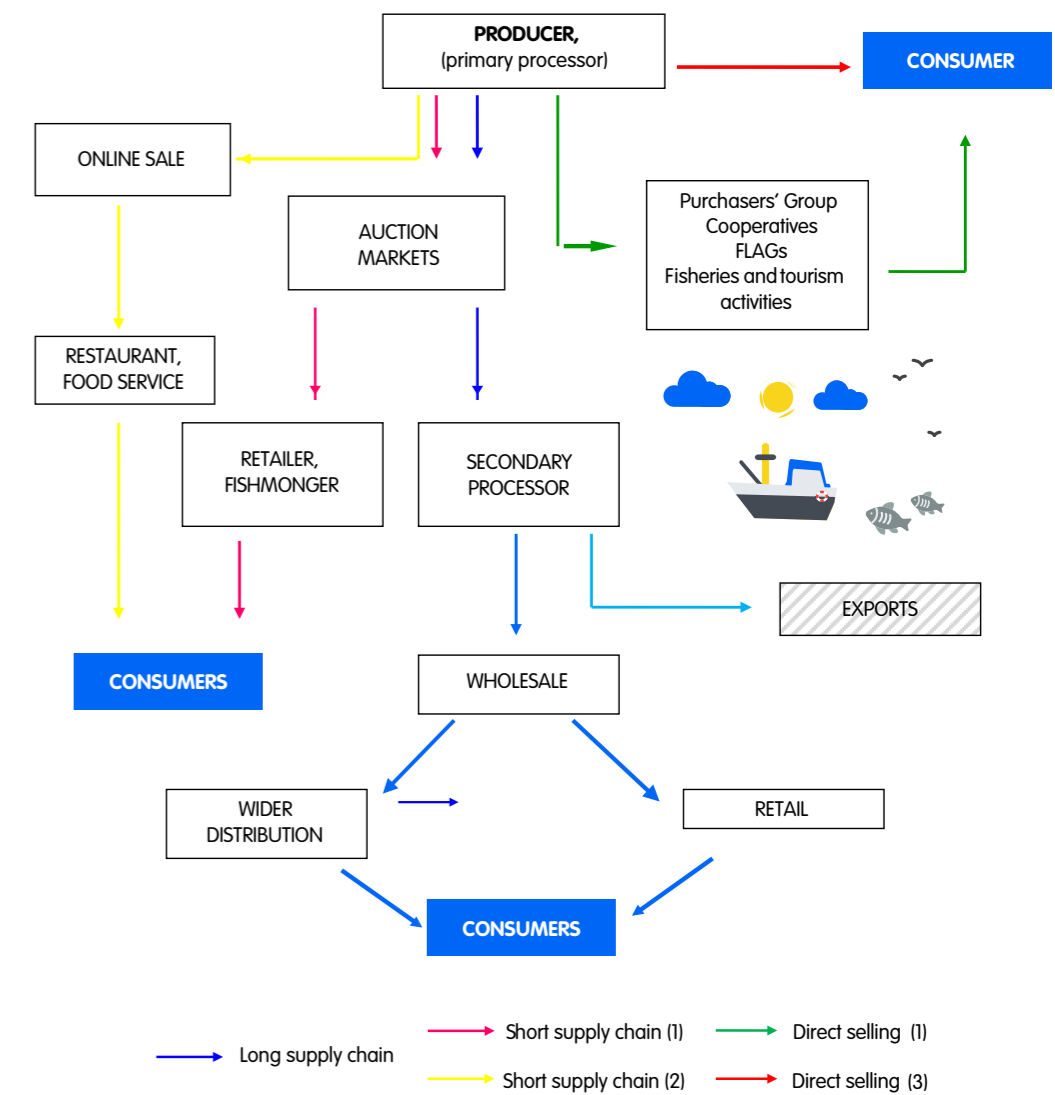 PRODUCER,
(primary processor)
CONSUMER
ONLINE SALE
AUCTION
MARKETS
Purchasers' Group
Cooperatives
FLAGs
Fisheries and tourism
activities
RESTAURANT,
FOOD SERVICE
RETAILER,
FISHMONGER
SECONDARY
PROCESSOR
EXPORTS
CONSUMERS
WHOLESALE
WIDER
DISTRIBUTION
RETAIL
CONSUMERS
Long supply chain
Short supply chain (1)
Short supply chain (2)
Direct selling (1)
Direct selling (3)